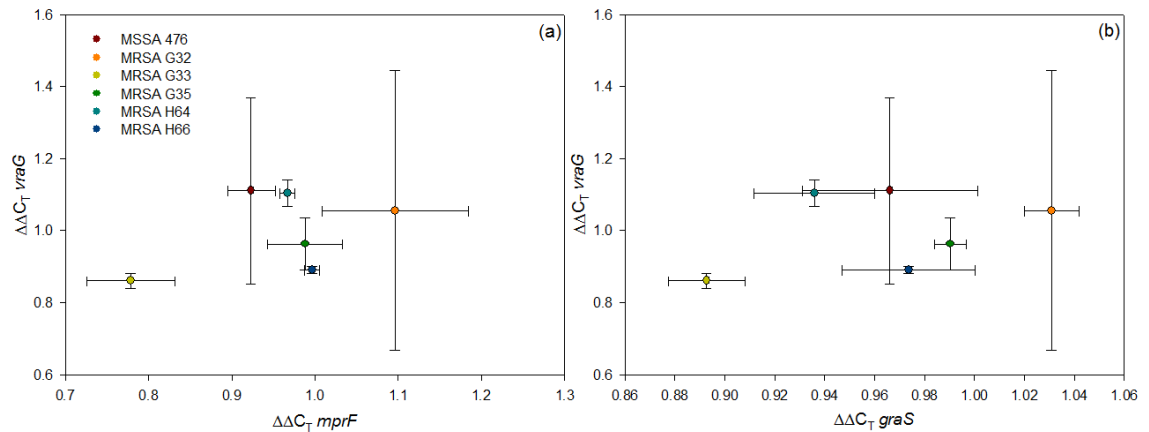 (a)
MSSA 476
MRSA G32
MRSA G33
MRSA G35
MRSA H64
MRSA H66
ΔΔC_T vraG
1.6
1.4
1.2
1.0
0.8
0.6
0.7 0.8 0.9 1.0 1.1 1.2 1.3
ΔΔC_T mprF
(b)
ΔΔC_T vraG
1.6
1.4
1.2
1.0
0.8
0.6
0.86 0.88 0.90 0.92 0.94 0.96 0.98 1.00 1.02 1.04 1.06
ΔΔC_T graS